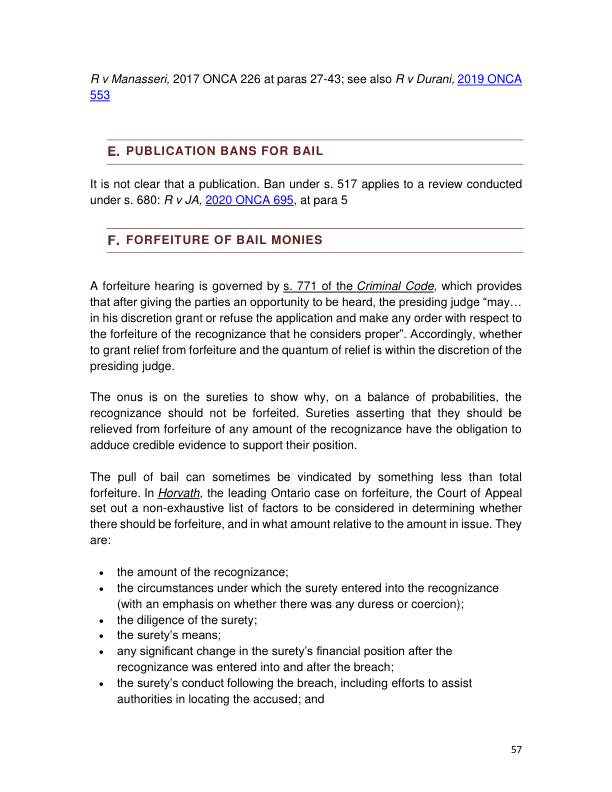 R v Manasseri, 2017 ONCA 226 at paras 27-43; see also R v Durani, 2019 ONCA
553
E. PUBLICATION BANS FOR BAIL
It is not clear that a publication. Ban under s. 517 applies to a review conducted
under s. 680: R v JA, 2020 ONCA 695, at para 5
F. FORFEITURE OF BAIL MONIES
A forfeiture hearing is governed by s. 771 of the Criminal Code, which provides
that after giving the parties an opportunity to be heard, the presiding judge “may…
in his discretion grant or refuse the application and make any order with respect to
the forfeiture of the recognizance that he considers proper”. Accordingly, whether
to grant relief from forfeiture and the quantum of relief is within the discretion of the
presiding judge.
The onus is on the sureties to show why, on a balance of probabilities, the
recognizance should not be forfeited. Sureties asserting that they should be
relieved from forfeiture of any amount of the recognizance have the obligation to
adduce credible evidence to support their position.
The pull of bail can sometimes be vindicated by something less than total
forfeiture. In Horvath, the leading Ontario case on forfeiture, the Court of Appeal
set out a non-exhaustive list of factors to be considered in determining whether
there should be forfeiture, and in what amount relative to the amount in issue. They
are:
• the amount of the recognizance;
• the circumstances under which the surety entered into the recognizance
(with an emphasis on whether there was any duress or coercion);
• the diligence of the surety;
• the surety’s means;
• any significant change in the surety’s financial position after the
recognizance was entered into and after the breach;
• the surety’s conduct following the breach, including efforts to assist
authorities in locating the accused; and
57